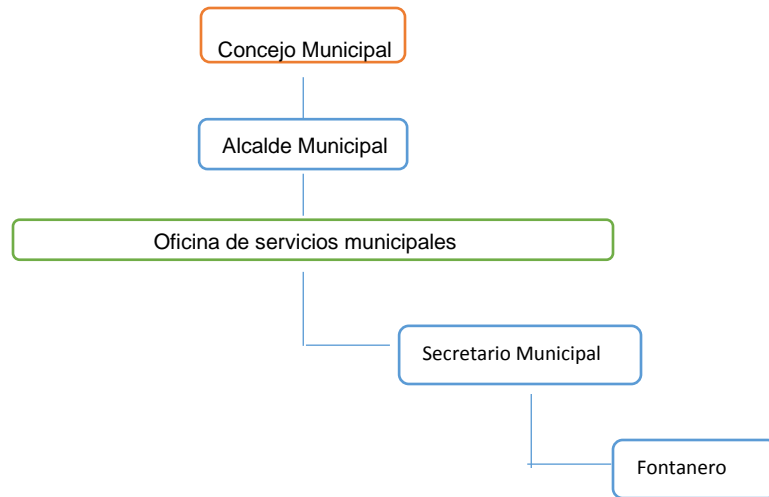 Concejo Municipal
Alcalde Municipal
Oficina de servicios municipales
Secretario Municipal
Fontanero